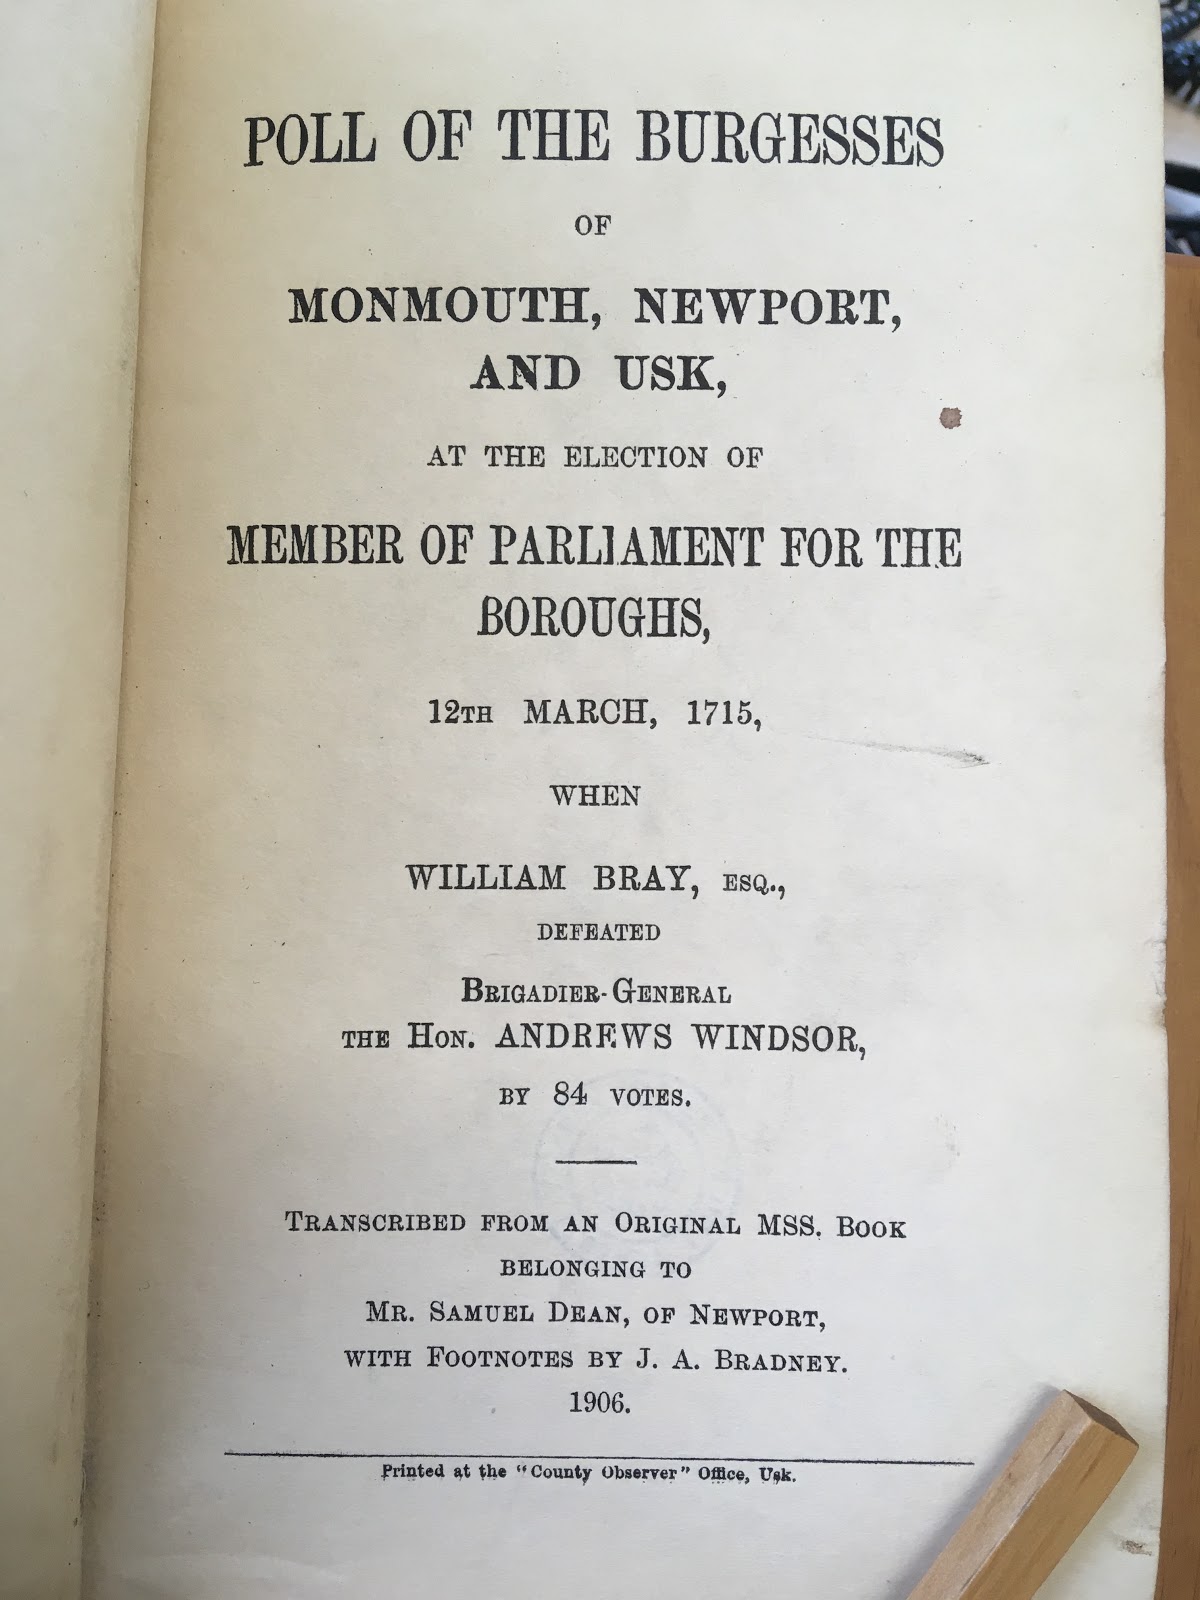 POLL OF THE BURGESSES
OF
MONMOUTH, NEWPORT,
AND USK,
AT THE ELECTION OF
MEMBER OF PARLIAMENT FOR THE
BOROUGHS,
12TH MARCH, 1715,
WHEN
WILLIAM BRAY, ESQ.,
DEFEATED
BRIGADIER-GENERAL
THE HON. ANDREWS WINDSOR,
BY 84 VOTES.
TRANSCRIBED FROM AN ORIGINAL MSS. BOOK
BELONGING TO
MR. SAMUEL DEAN, OF NEWPORT,
WITH FOOTNOTES BY J. A. BRADNEY.
1906.
Printed at the "County Observer" Office, Usk.